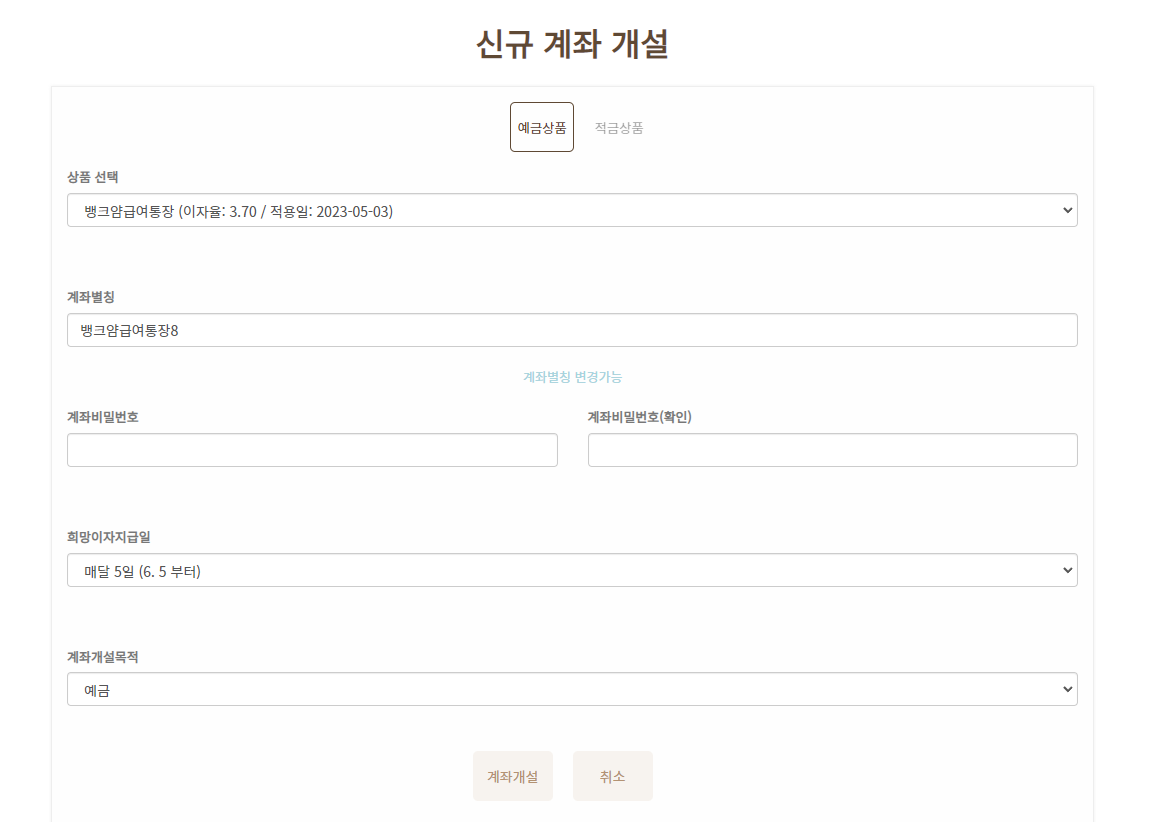 신규 계좌 개설
예금상품 적금상품
상품 선택
뱅크얌급여통장 (이자율: 3.70 / 적용일: 2023-05-03)
계좌별칭
뱅크얌급여통장8
계좌별칭 변경가능
계좌비밀번호 계좌비밀번호(확인)
희망이자지급일
매달 5일 (6. 5 부터)
계좌개설목적
예금
계좌개설 취소